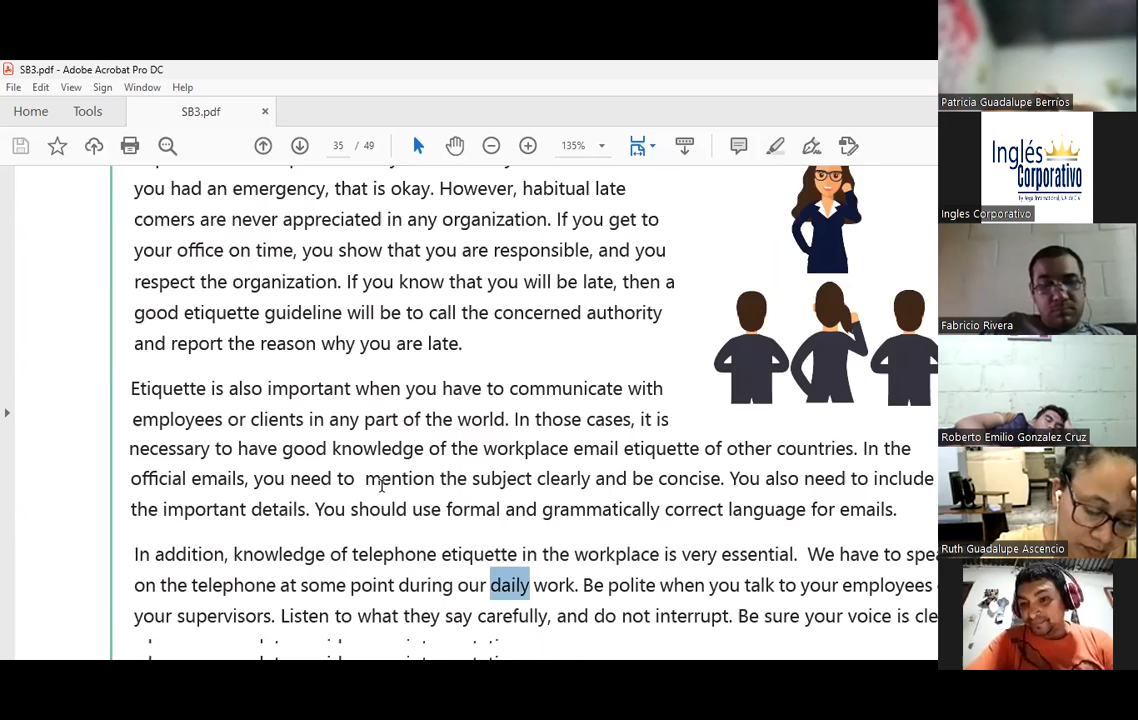 SB3.pdf - Adobe Acrobat Pro DC
File Edit View Sign Window Help
Home Tools SB3.pdf ×
35 / 49 135%
you had an emergency, that is okay. However, habitual late
comers are never appreciated in any organization. If you get to
your office on time, you show that you are responsible, and you
respect the organization. If you know that you will be late, then a
good etiquette guideline will be to call the concerned authority
and report the reason why you are late.
Etiquette is also important when you have to communicate with
employees or clients in any part of the world. In those cases, it is
necessary to have good knowledge of the workplace email etiquette of other countries. In the
official emails, you need to mention the subject clearly and be concise. You also need to include
the important details. You should use formal and grammatically correct language for emails.
In addition, knowledge of telephone etiquette in the workplace is very essential. We have to spea
on the telephone at some point during our daily work. Be polite when you talk to your employees
your supervisors. Listen to what they say carefully, and do not interrupt. Be sure your voice is cle
Patricia Guadalupe Berríos
Inglés
Corporativo
Ingles Corporativo
Fabricio Rivera
Roberto Emilio Gonzalez Cruz
Ruth Guadalupe Ascencio